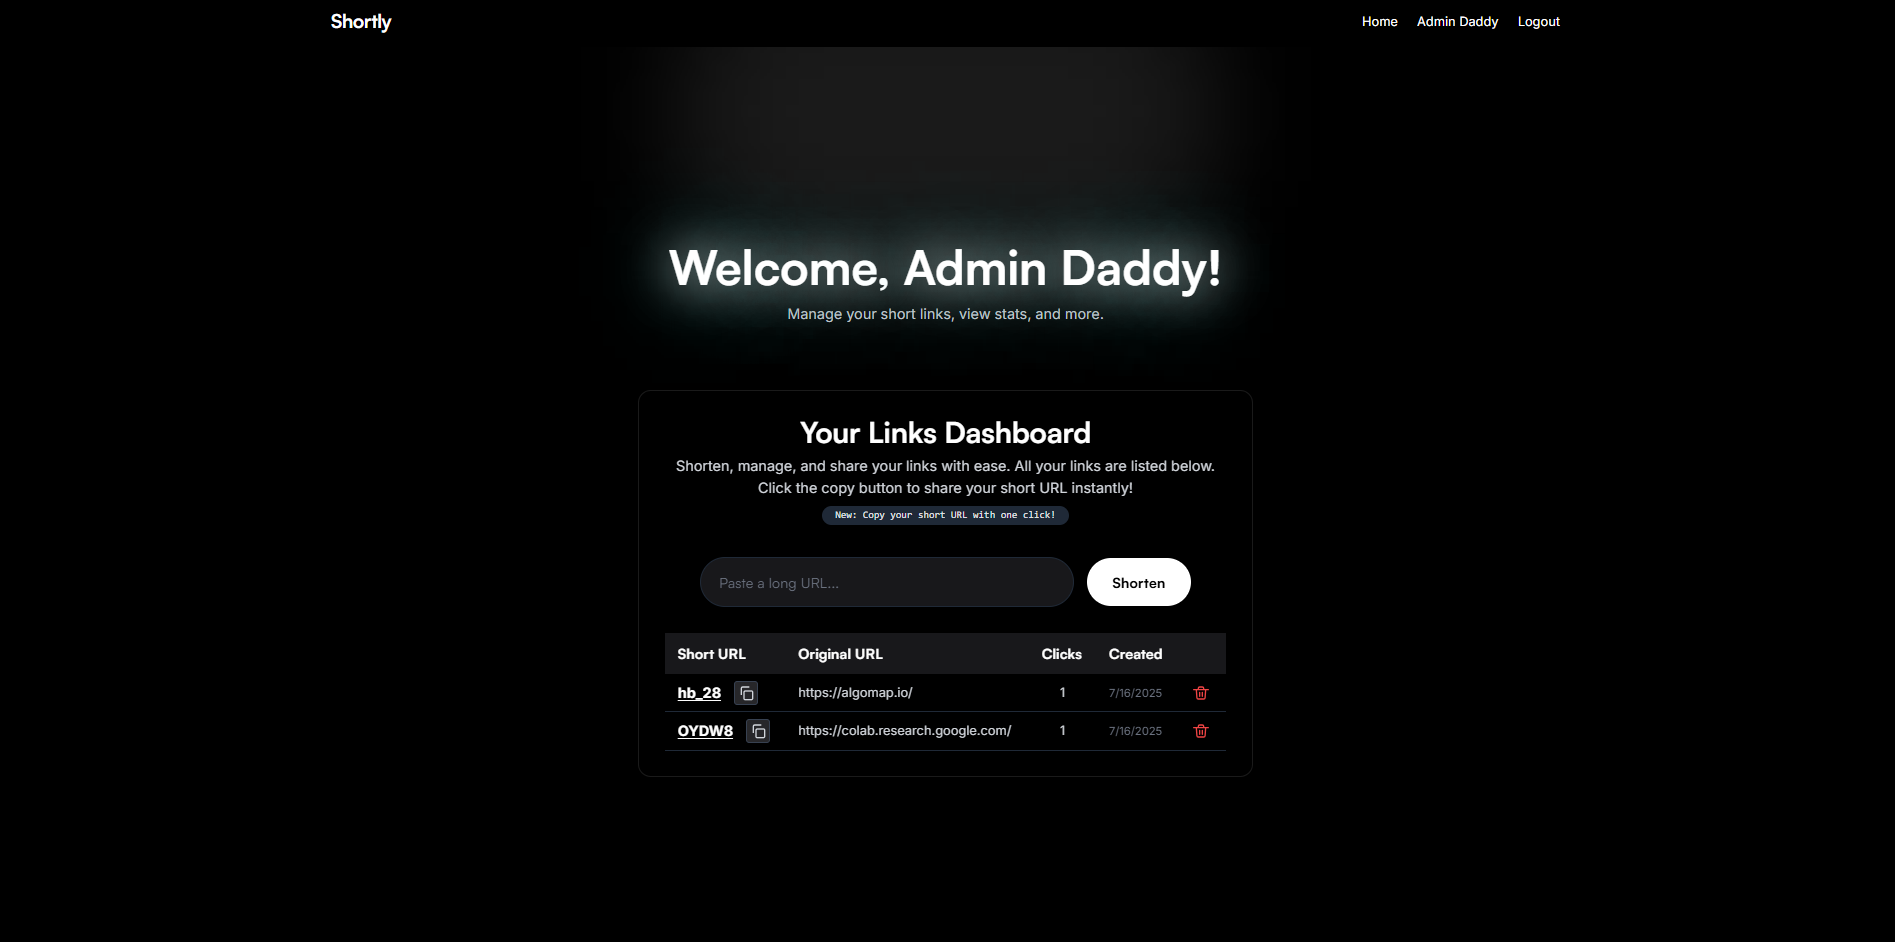 Shortly
Home Admin Daddy Logout
Welcome, Admin Daddy!
Manage your short links, view stats, and more.
Your Links Dashboard
Shorten, manage, and share your links with ease. All your links are listed below.
Click the copy button to share your short URL instantly!
New: Copy your short URL with one click!
Paste a long URL... Shorten
Short URL Original URL Clicks Created
hb_28 https://algomap.io/ 1 7/16/2025
OYDW8 https://colab.research.google.com/ 1 7/16/2025